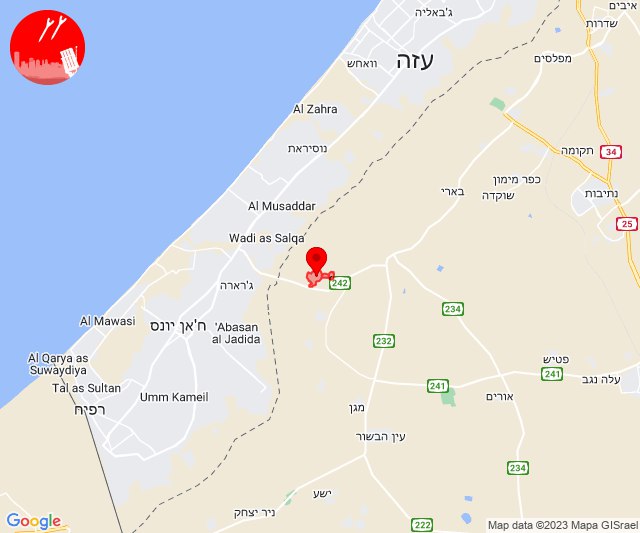 איבים
ג'באליה
שדרות
עזה
וואחש
מפלסים
Al Zahra
נוסיראת
תקומה
34
בארי
כפר מימון
שוקדה
נתיבות
Al Musaddar
25
Wadi as Salqa
242
ג'רארה
234
Al Mawasi
ח'אן יונס
'Abasan
al Jadida
232
Al Qarya as
Suwaydiya
פטיש
241
עלה נגב
Tal as Sultan
241
אורים
Umm Kameil
רפיח
מגן
עין הבשור
234
ישע
ניר יצחק
222
Google
Map data ©2023 Mapa GISrael